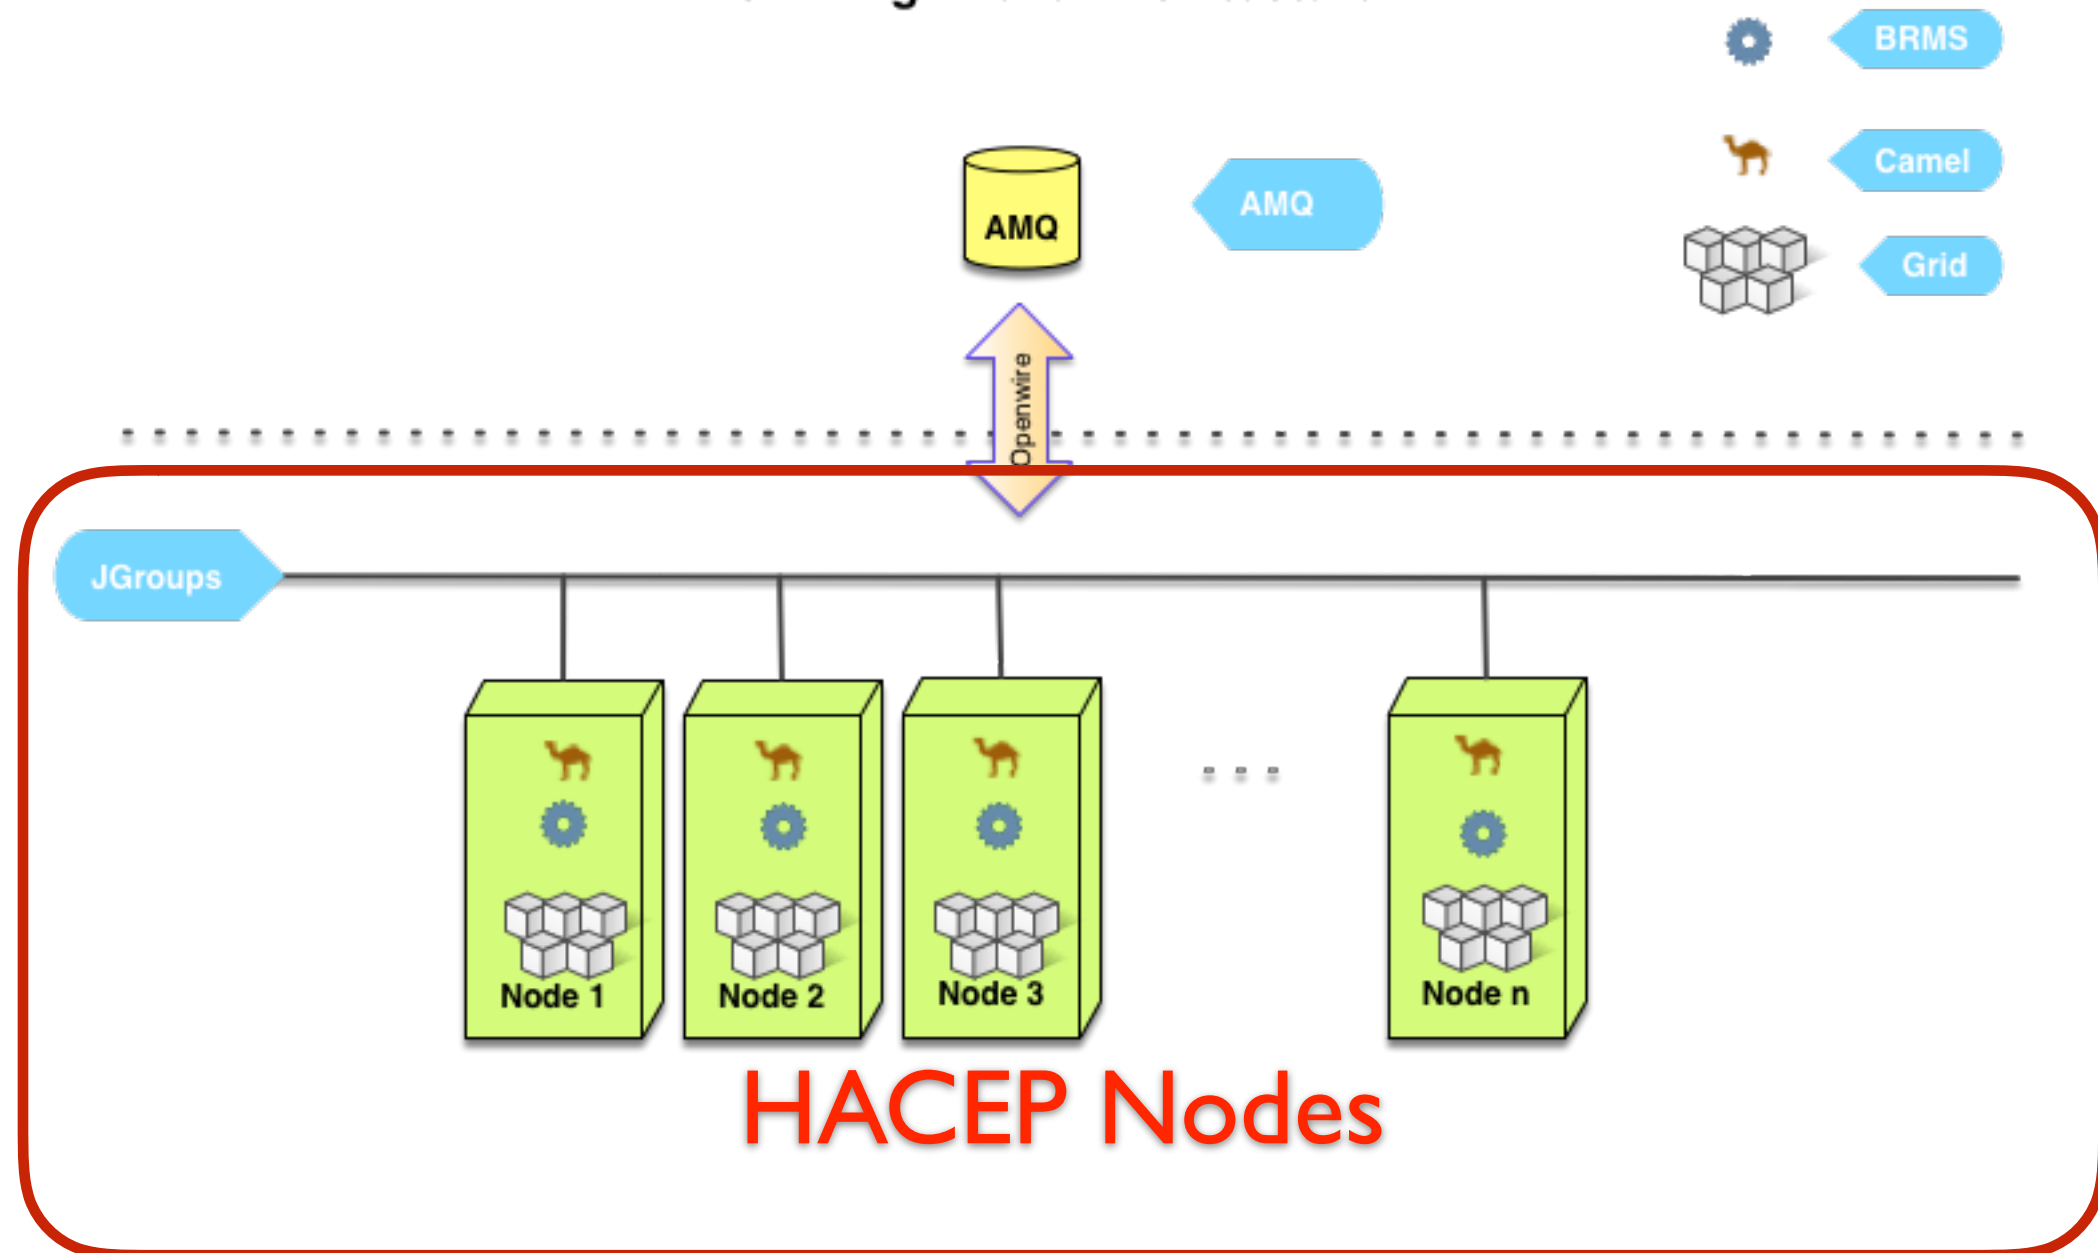 BRMS
Camel
AMQ
AMQ
Grid
Openwire
JGroups
Node 1
Node 2
Node 3
Node n
HACEP Nodes